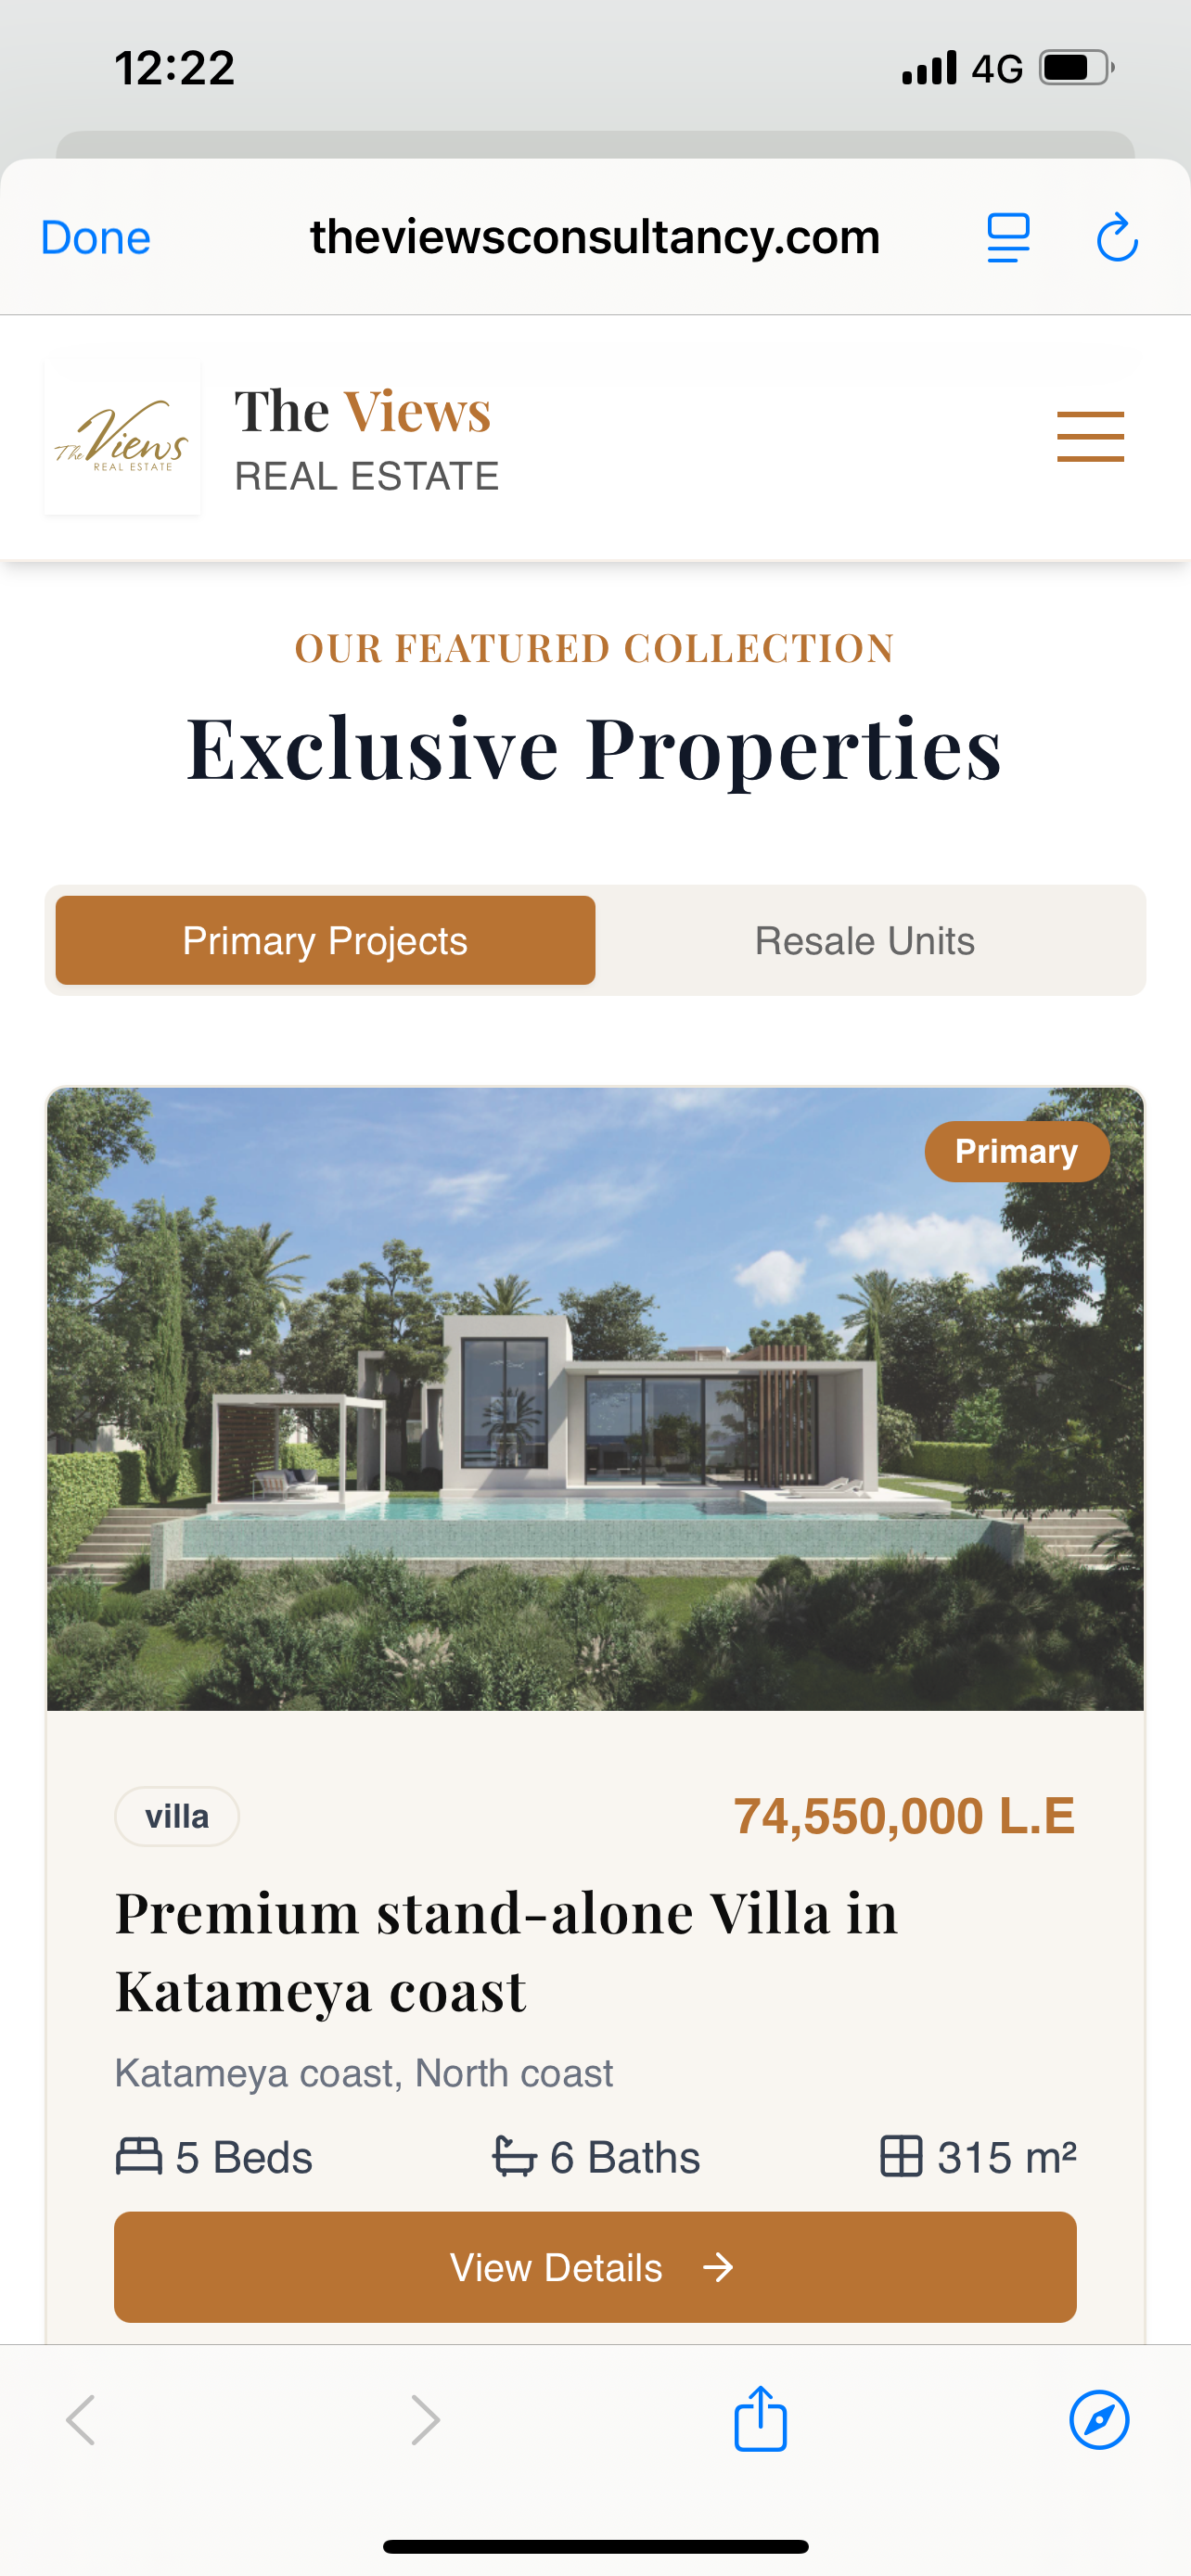 12:22
4G
Done
theviewsconsultancy.com
The Views
REAL ESTATE
The Views
REAL ESTATE
OUR FEATURED COLLECTION
Exclusive Properties
Primary Projects
Resale Units
Primary
villa
74,550,000 L.E
Premium stand-alone Villa in
Katameya coast
Katameya coast, North coast
5 Beds
6 Baths
315 m²
View Details →